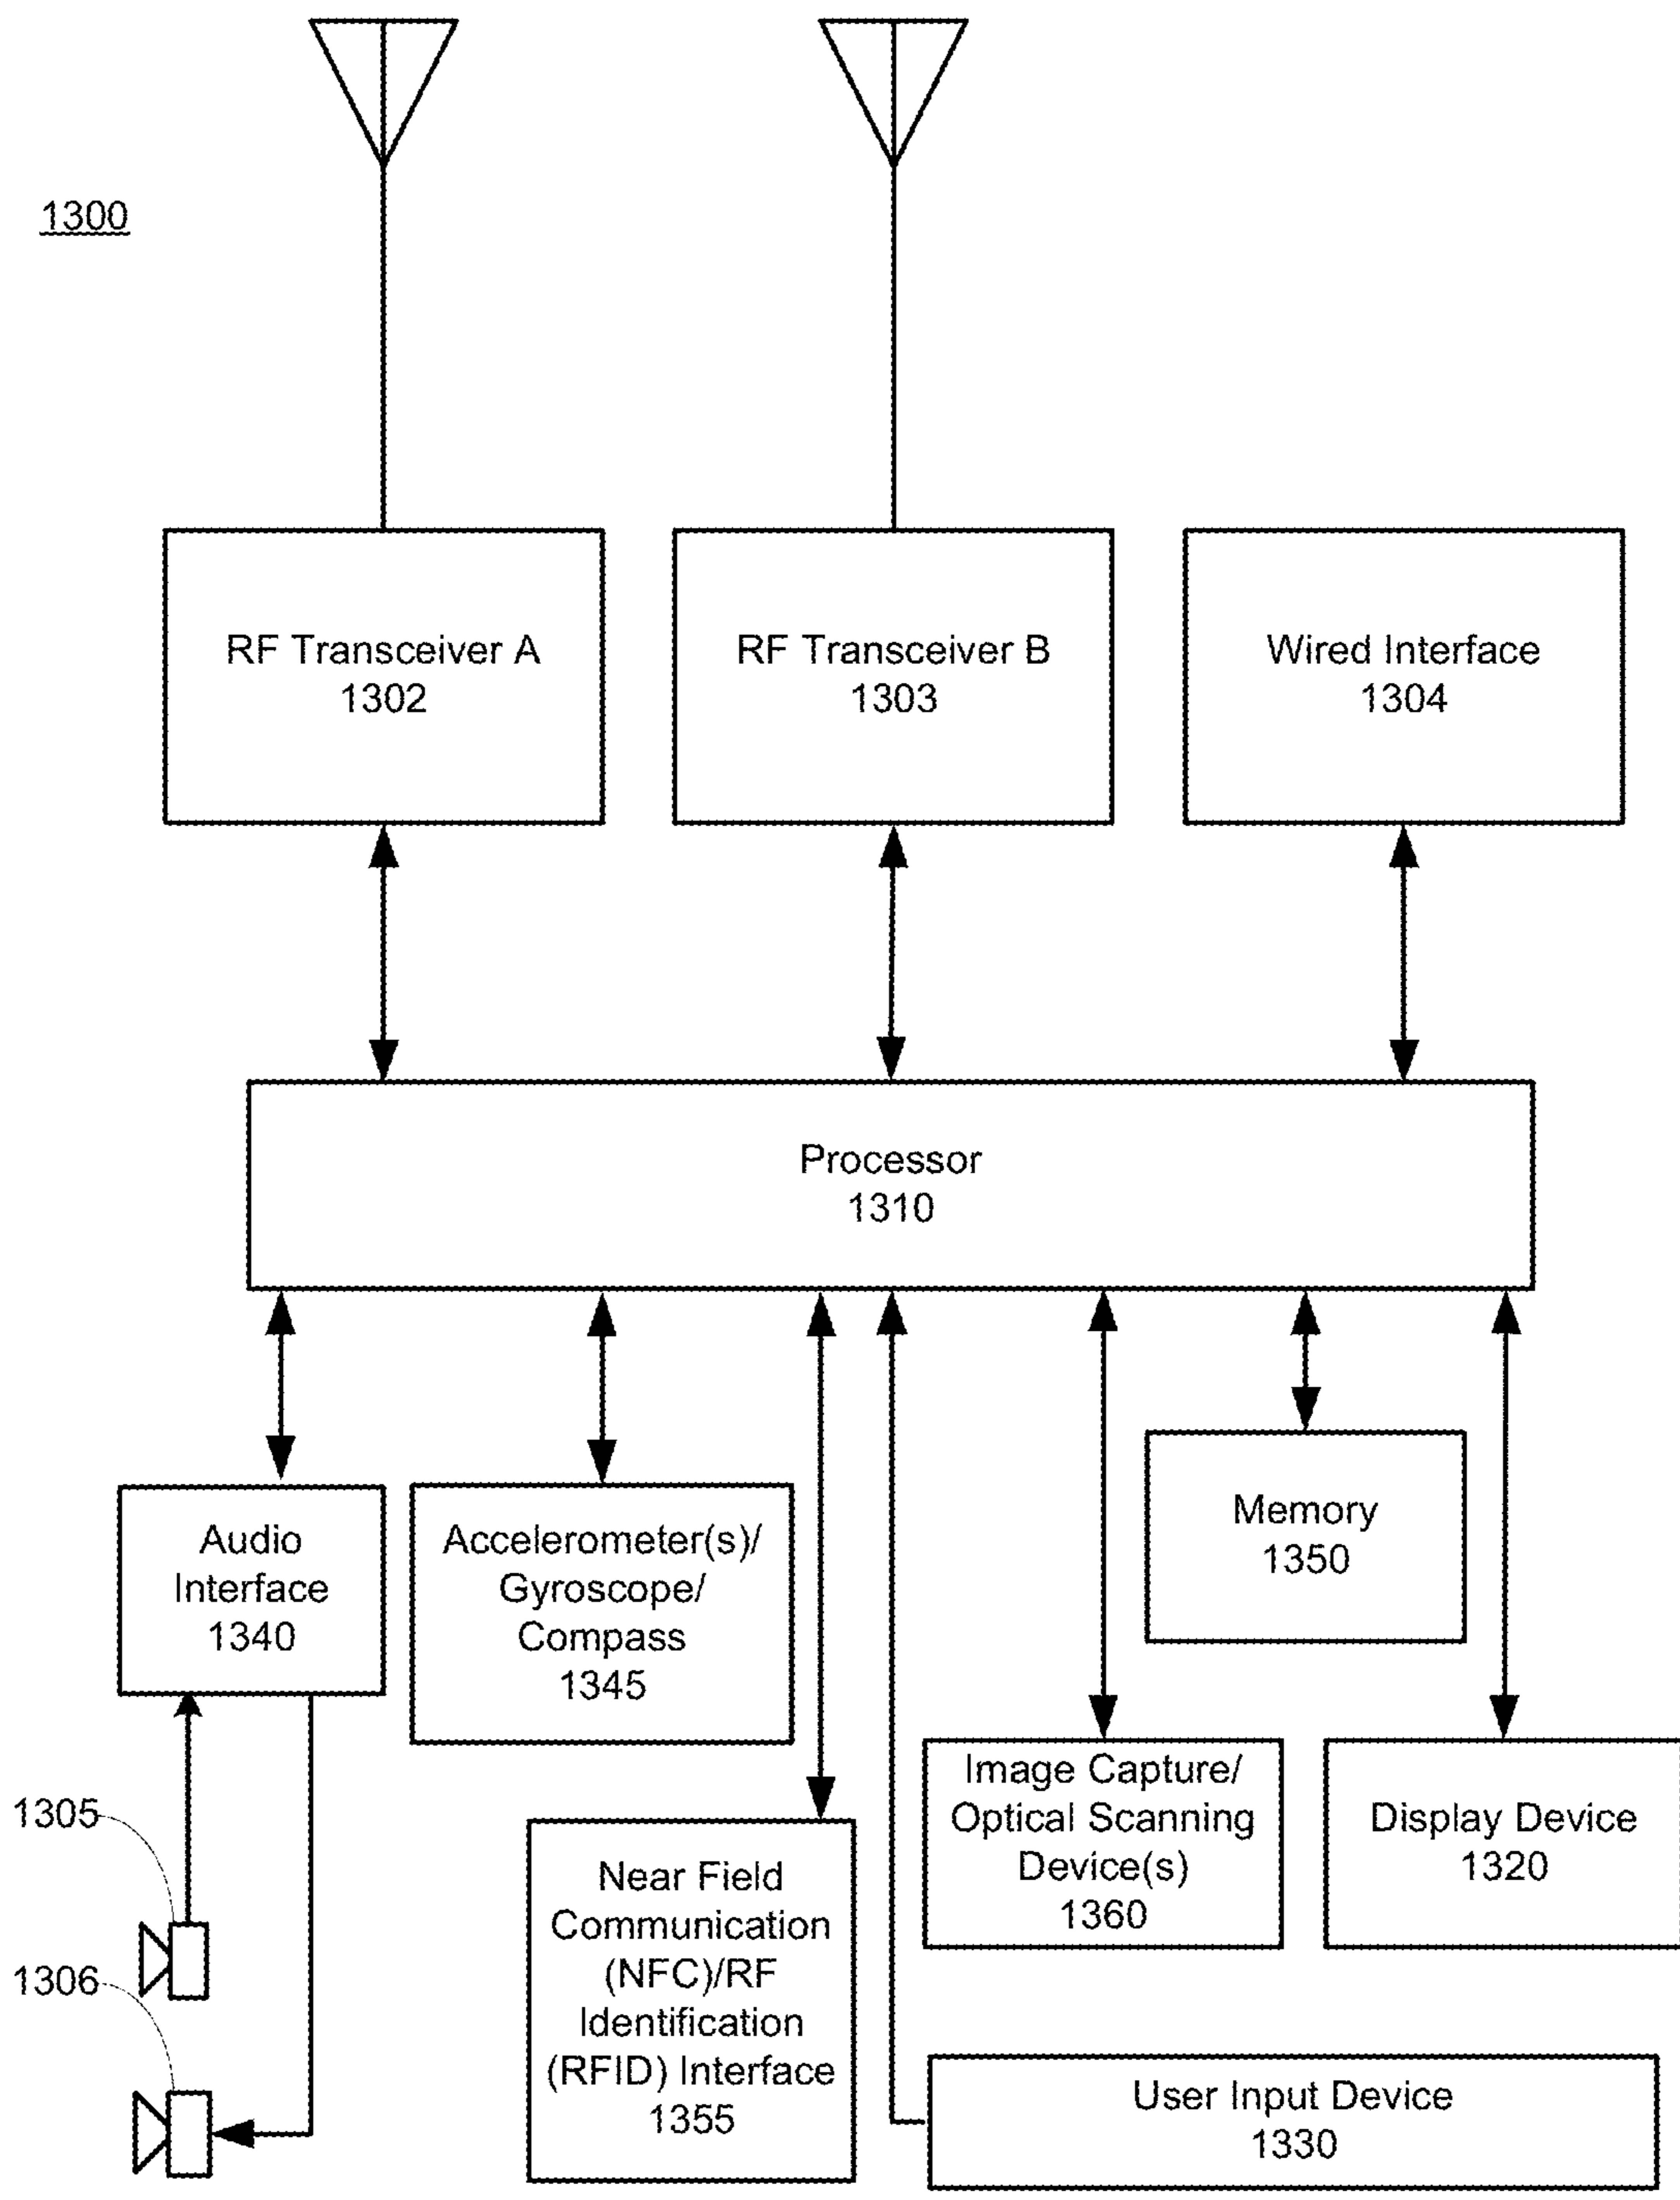 1300
RF Transceiver A
1302
RF Transceiver B
1303
Wired Interface
1304
Processor
1310
Audio
Interface
1340
Accelerometer(s)/
Gyroscope/
Compass
1345
Memory
1350
1305
1306
Near Field
Communication
(NFC)/RF
Identification
(RFID) Interface
1355
Image Capture/
Optical Scanning
Device(s)
1360
Display Device
1320
User Input Device
1330